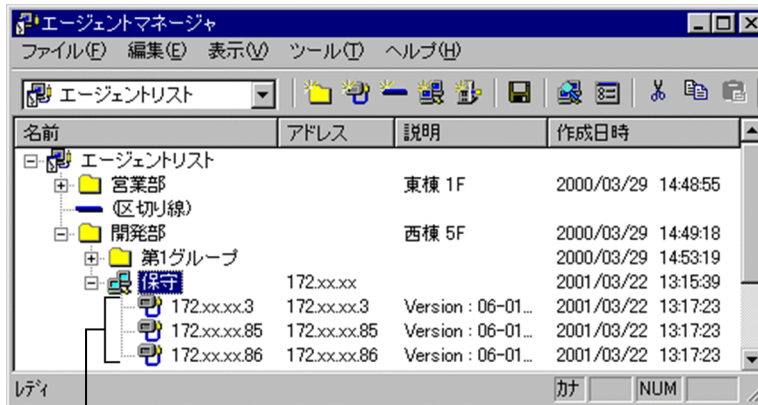 エージェントマネージャ
ファイル(F) 編集(E) 表示(V) ツール(T) ヘルプ(H)
エージェントリスト
名前 アドレス 説明 作成日時
エージェントリスト
営業部 東棟 1F 2000/03/29 14:48:55
(区切り線)
開発部 西棟 5F 2000/03/29 14:49:18
第1グループ 2000/03/29 14:53:19
保守 172.xx.xx 2001/03/22 13:15:39
172.xx.xx.3 172.xx.xx.3 Version : 06-01... 2001/03/22 13:17:23
172.xx.xx.85 172.xx.xx.85 Version : 06-01... 2001/03/22 13:17:23
172.xx.xx.86 172.xx.xx.86 Version : 06-01... 2001/03/22 13:17:23
レディ カナ NUM